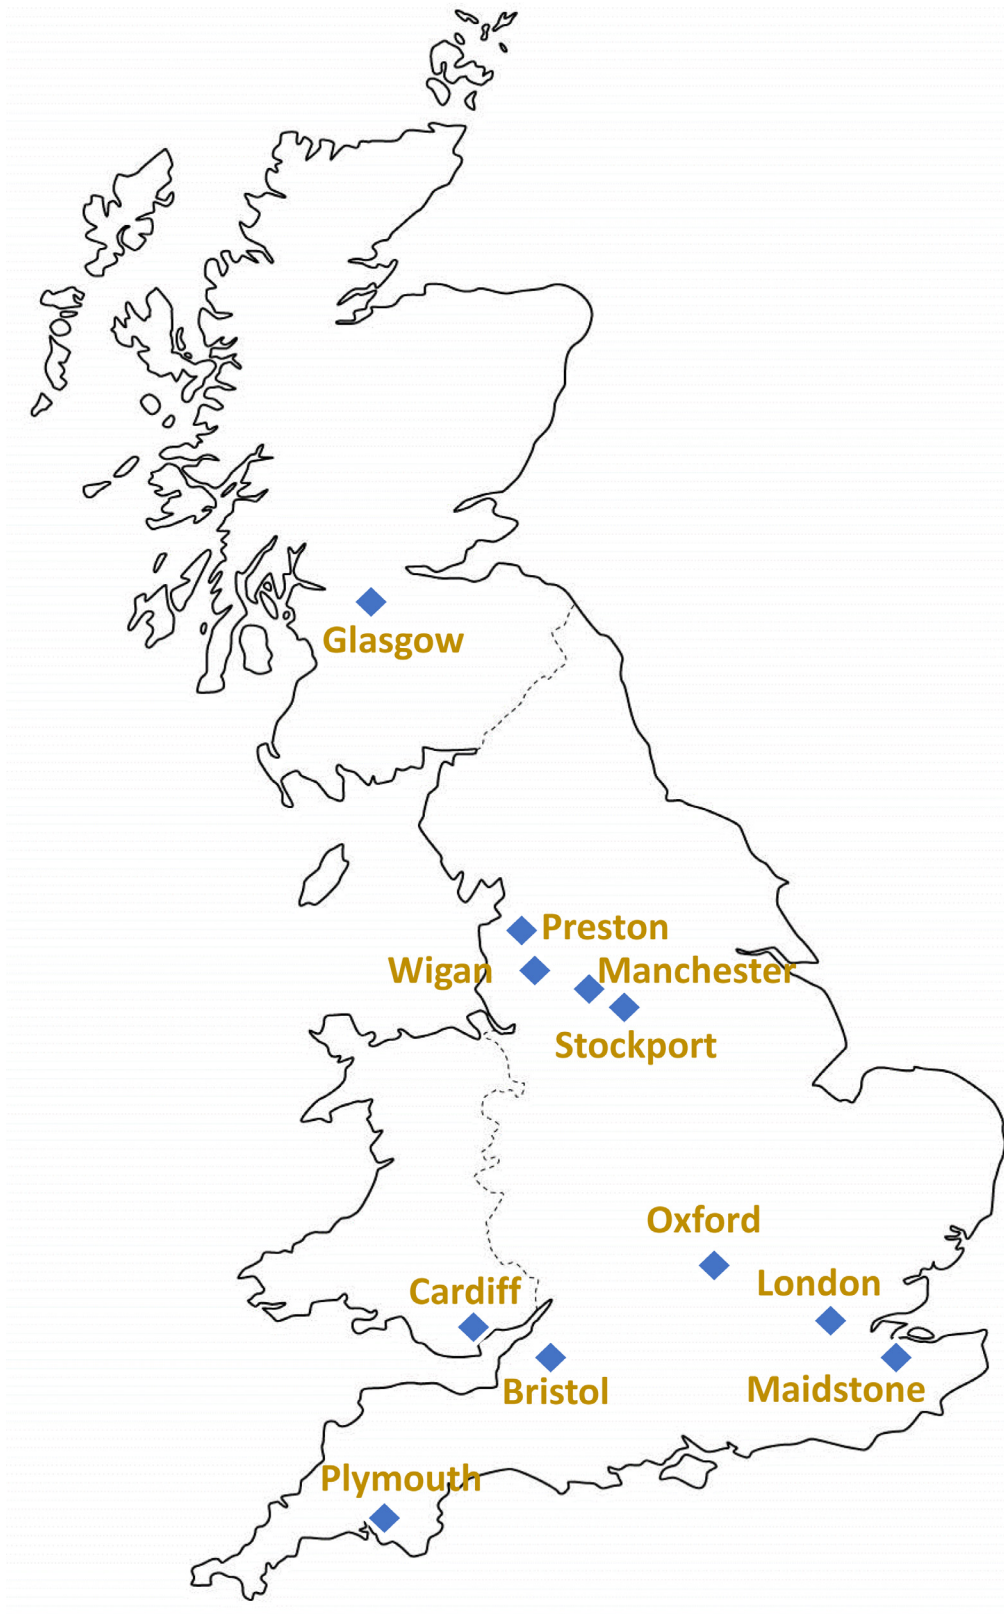 Glasgow
Preston
Wigan
Manchester
Stockport
Oxford
London
Cardiff
Maidstone
Bristol
Plymouth